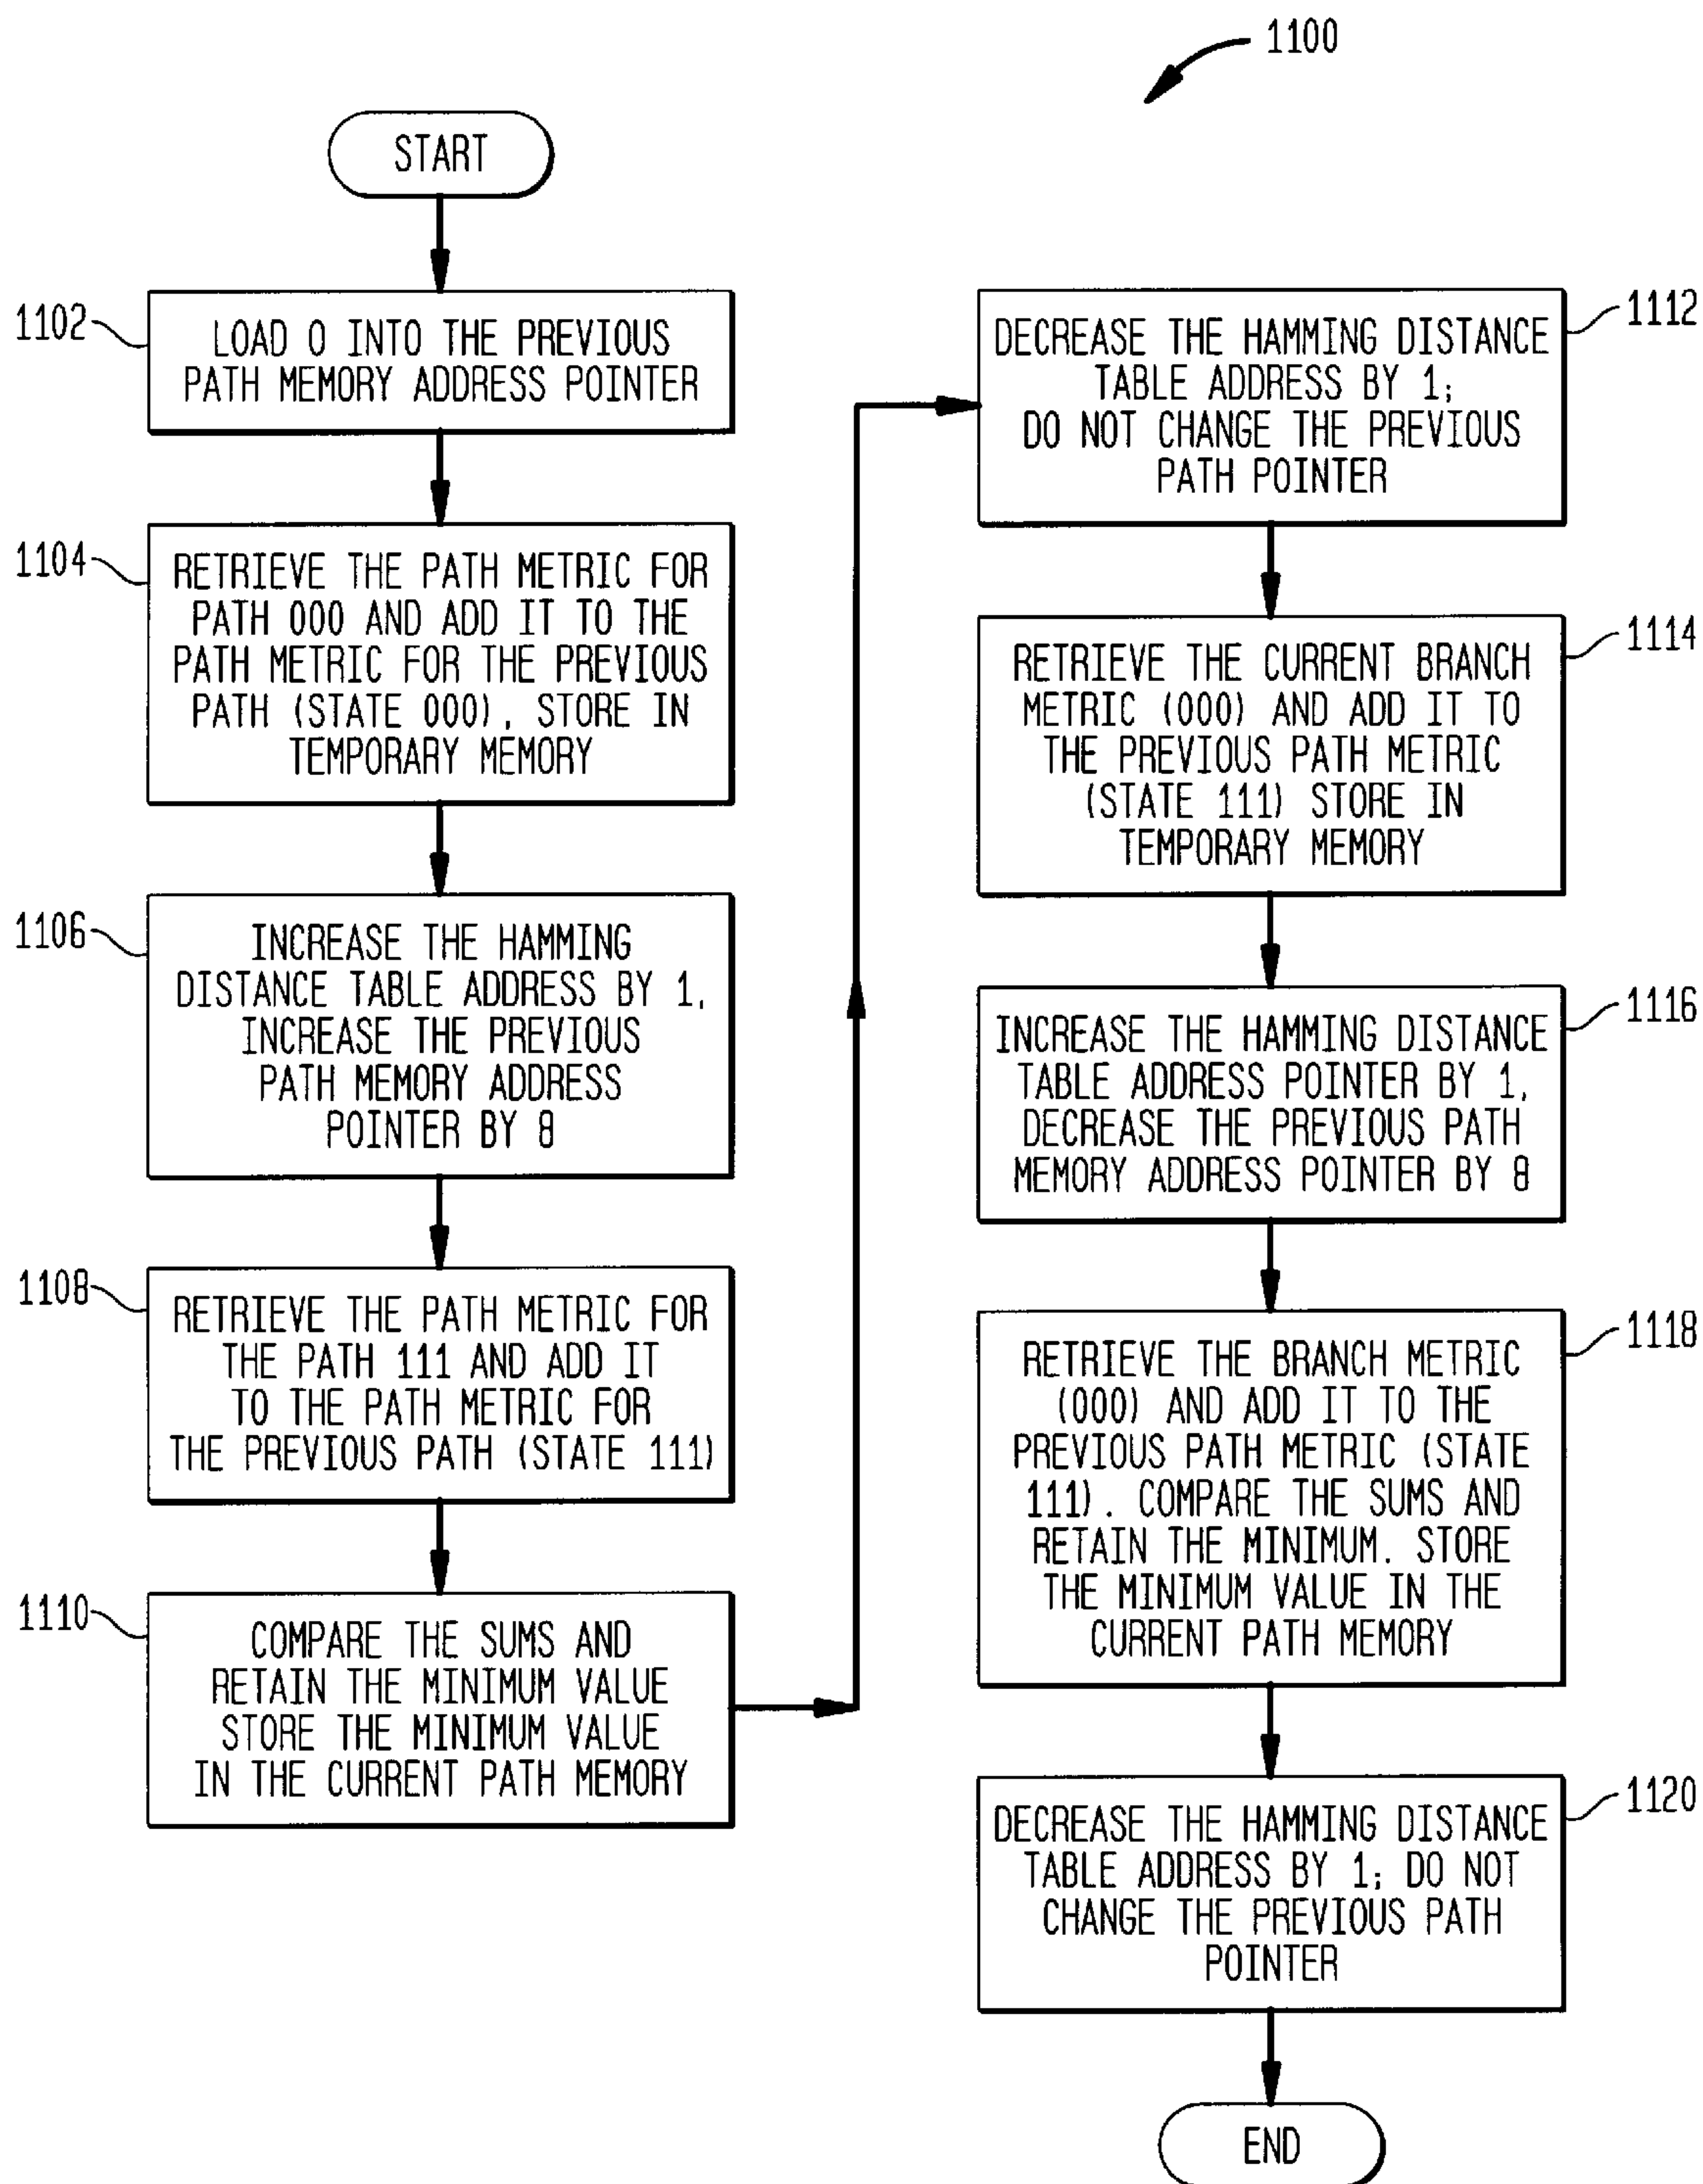 1100
START
1102
LOAD 0 INTO THE PREVIOUS
PATH MEMORY ADDRESS POINTER
1104
RETRIEVE THE PATH METRIC FOR
PATH 000 AND ADD IT TO THE
PATH METRIC FOR THE PREVIOUS
PATH (STATE 000), STORE IN
TEMPORARY MEMORY
1106
INCREASE THE HAMMING
DISTANCE TABLE ADDRESS BY 1,
INCREASE THE PREVIOUS
PATH MEMORY ADDRESS
POINTER BY 8
1108
RETRIEVE THE PATH METRIC FOR
THE PATH 111 AND ADD IT
TO THE PATH METRIC FOR
THE PREVIOUS PATH (STATE 111)
1110
COMPARE THE SUMS AND
RETAIN THE MINIMUM VALUE
STORE THE MINIMUM VALUE
IN THE CURRENT PATH MEMORY
1112
DECREASE THE HAMMING DISTANCE
TABLE ADDRESS BY 1;
DO NOT CHANGE THE PREVIOUS
PATH POINTER
1114
RETRIEVE THE CURRENT BRANCH
METRIC (000) AND ADD IT TO
THE PREVIOUS PATH METRIC
(STATE 111) STORE IN
TEMPORARY MEMORY
1116
INCREASE THE HAMMING DISTANCE
TABLE ADDRESS POINTER BY 1,
DECREASE THE PREVIOUS PATH
MEMORY ADDRESS POINTER BY 8
1118
RETRIEVE THE BRANCH METRIC
(000) AND ADD IT TO THE
PREVIOUS PATH METRIC (STATE
111). COMPARE THE SUMS AND
RETAIN THE MINIMUM. STORE
THE MINIMUM VALUE IN THE
CURRENT PATH MEMORY
1120
DECREASE THE HAMMING DISTANCE
TABLE ADDRESS BY 1; DO NOT
CHANGE THE PREVIOUS PATH
POINTER
END